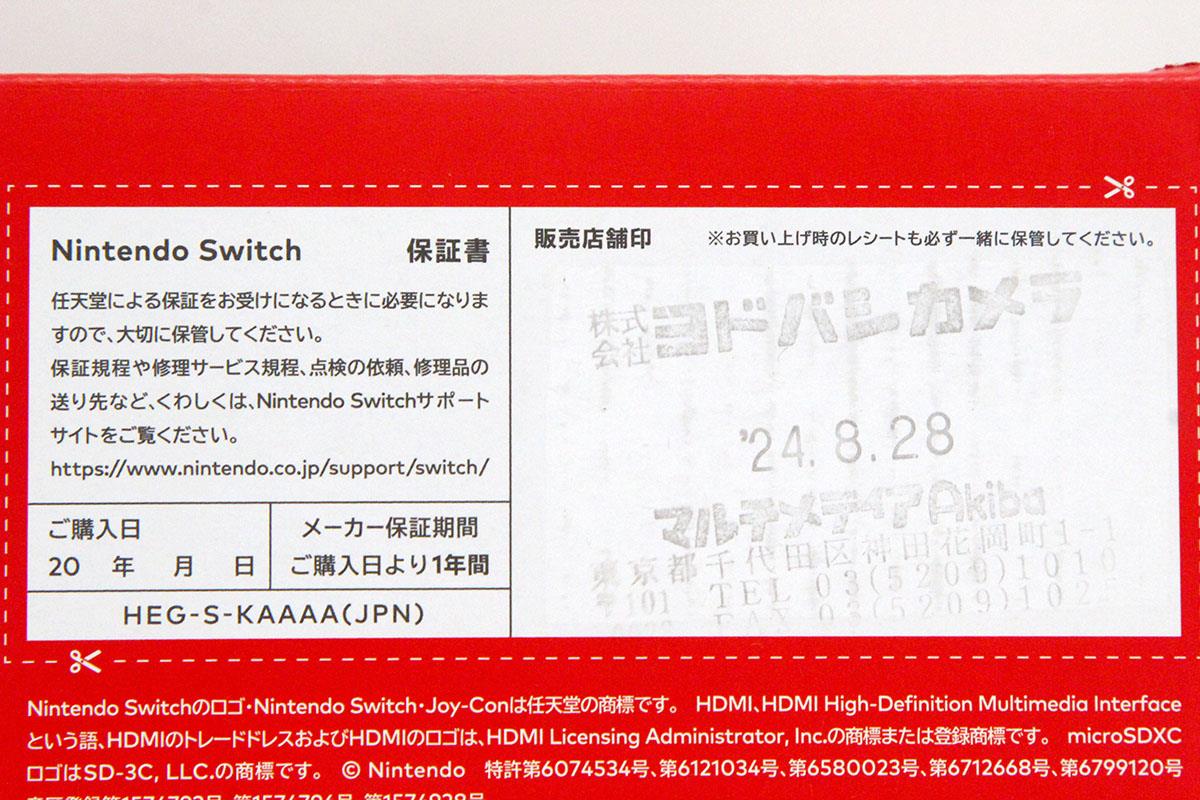 Nintendo Switch 保証書
任天堂による保証をお受けになるときに必要になりま
すので、大切に保管してください。
保証規程や修理サービス規程、点検の依頼、修理品の
送り先など、くわしくは、Nintendo Switchサポート
サイトをご覧ください。
https://www.nintendo.co.jp/support/switch/
ご購入日
20 年 月 日
メーカー保証期間
ご購入日より1年間
HEG-S-KAAAA(JPN)
販売店舗印 ※お買い上げ時のレシートも必ず一緒に保管してください。
株式
会社
ヨドバシカメラ
'24.8.28
マルチメディアAkiba
東京都千代田区神田花岡町1-1
〒101 TEL 03(5209)1010
FAX 03(5209)102
Nintendo Switchのロゴ・Nintendo Switch・Joy-Conは任天堂の商標です。 HDMI、HDMI High-Definition Multimedia Interface
という語、HDMIのトレードドレスおよびHDMIのロゴは、HDMI Licensing Administrator, Inc.の商標または登録商標です。 microSDXC
ロゴはSD-3C, LLC.の商標です。 © Nintendo 特許第6074534号、第6121034号、第6580023号、第6712668号、第6799120号